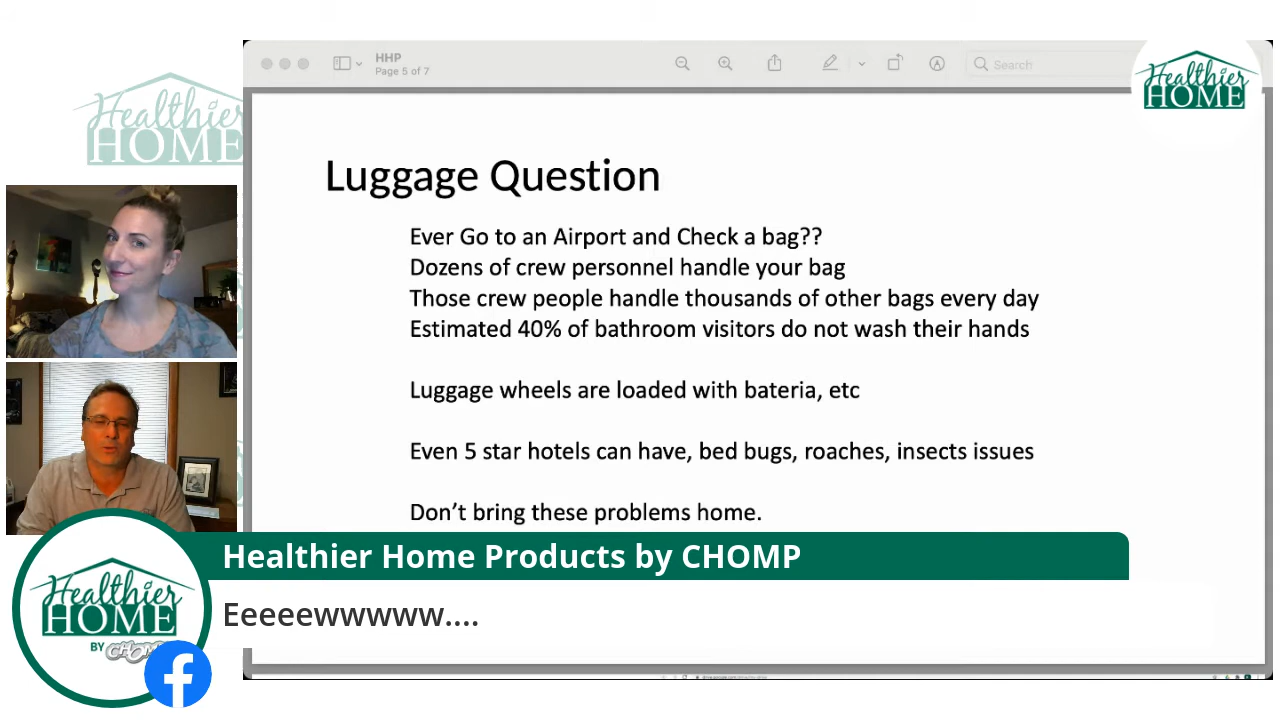 HHP
Page 5 of 7
Search
Healthier
HOME
Healthier
HOME
Luggage Question
Ever Go to an Airport and Check a bag??
Dozens of crew personnel handle your bag
Those crew people handle thousands of other bags every day
Estimated 40% of bathroom visitors do not wash their hands
Luggage wheels are loaded with bateria, etc
Even 5 star hotels can have, bed bugs, roaches, insects issues
Don’t bring these problems home.
Healthier Home Products by CHOMP
Eeeeewwwww....
Healthier
HOME
BY CHOMP